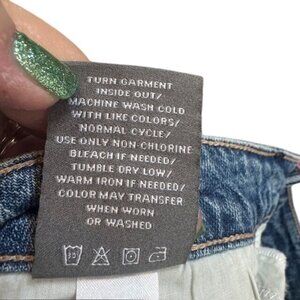 TURN GARMENT
INSIDE OUT/
MACHINE WASH COLD
WITH LIKE COLORS/
NORMAL CYCLE/
USE ONLY NON-CHLORINE
BLEACH IF NEEDED/
TUMBLE DRY LOW/
WARM IRON IF NEEDED/
COLOR MAY TRANSFER
WHEN WORN
OR WASHED